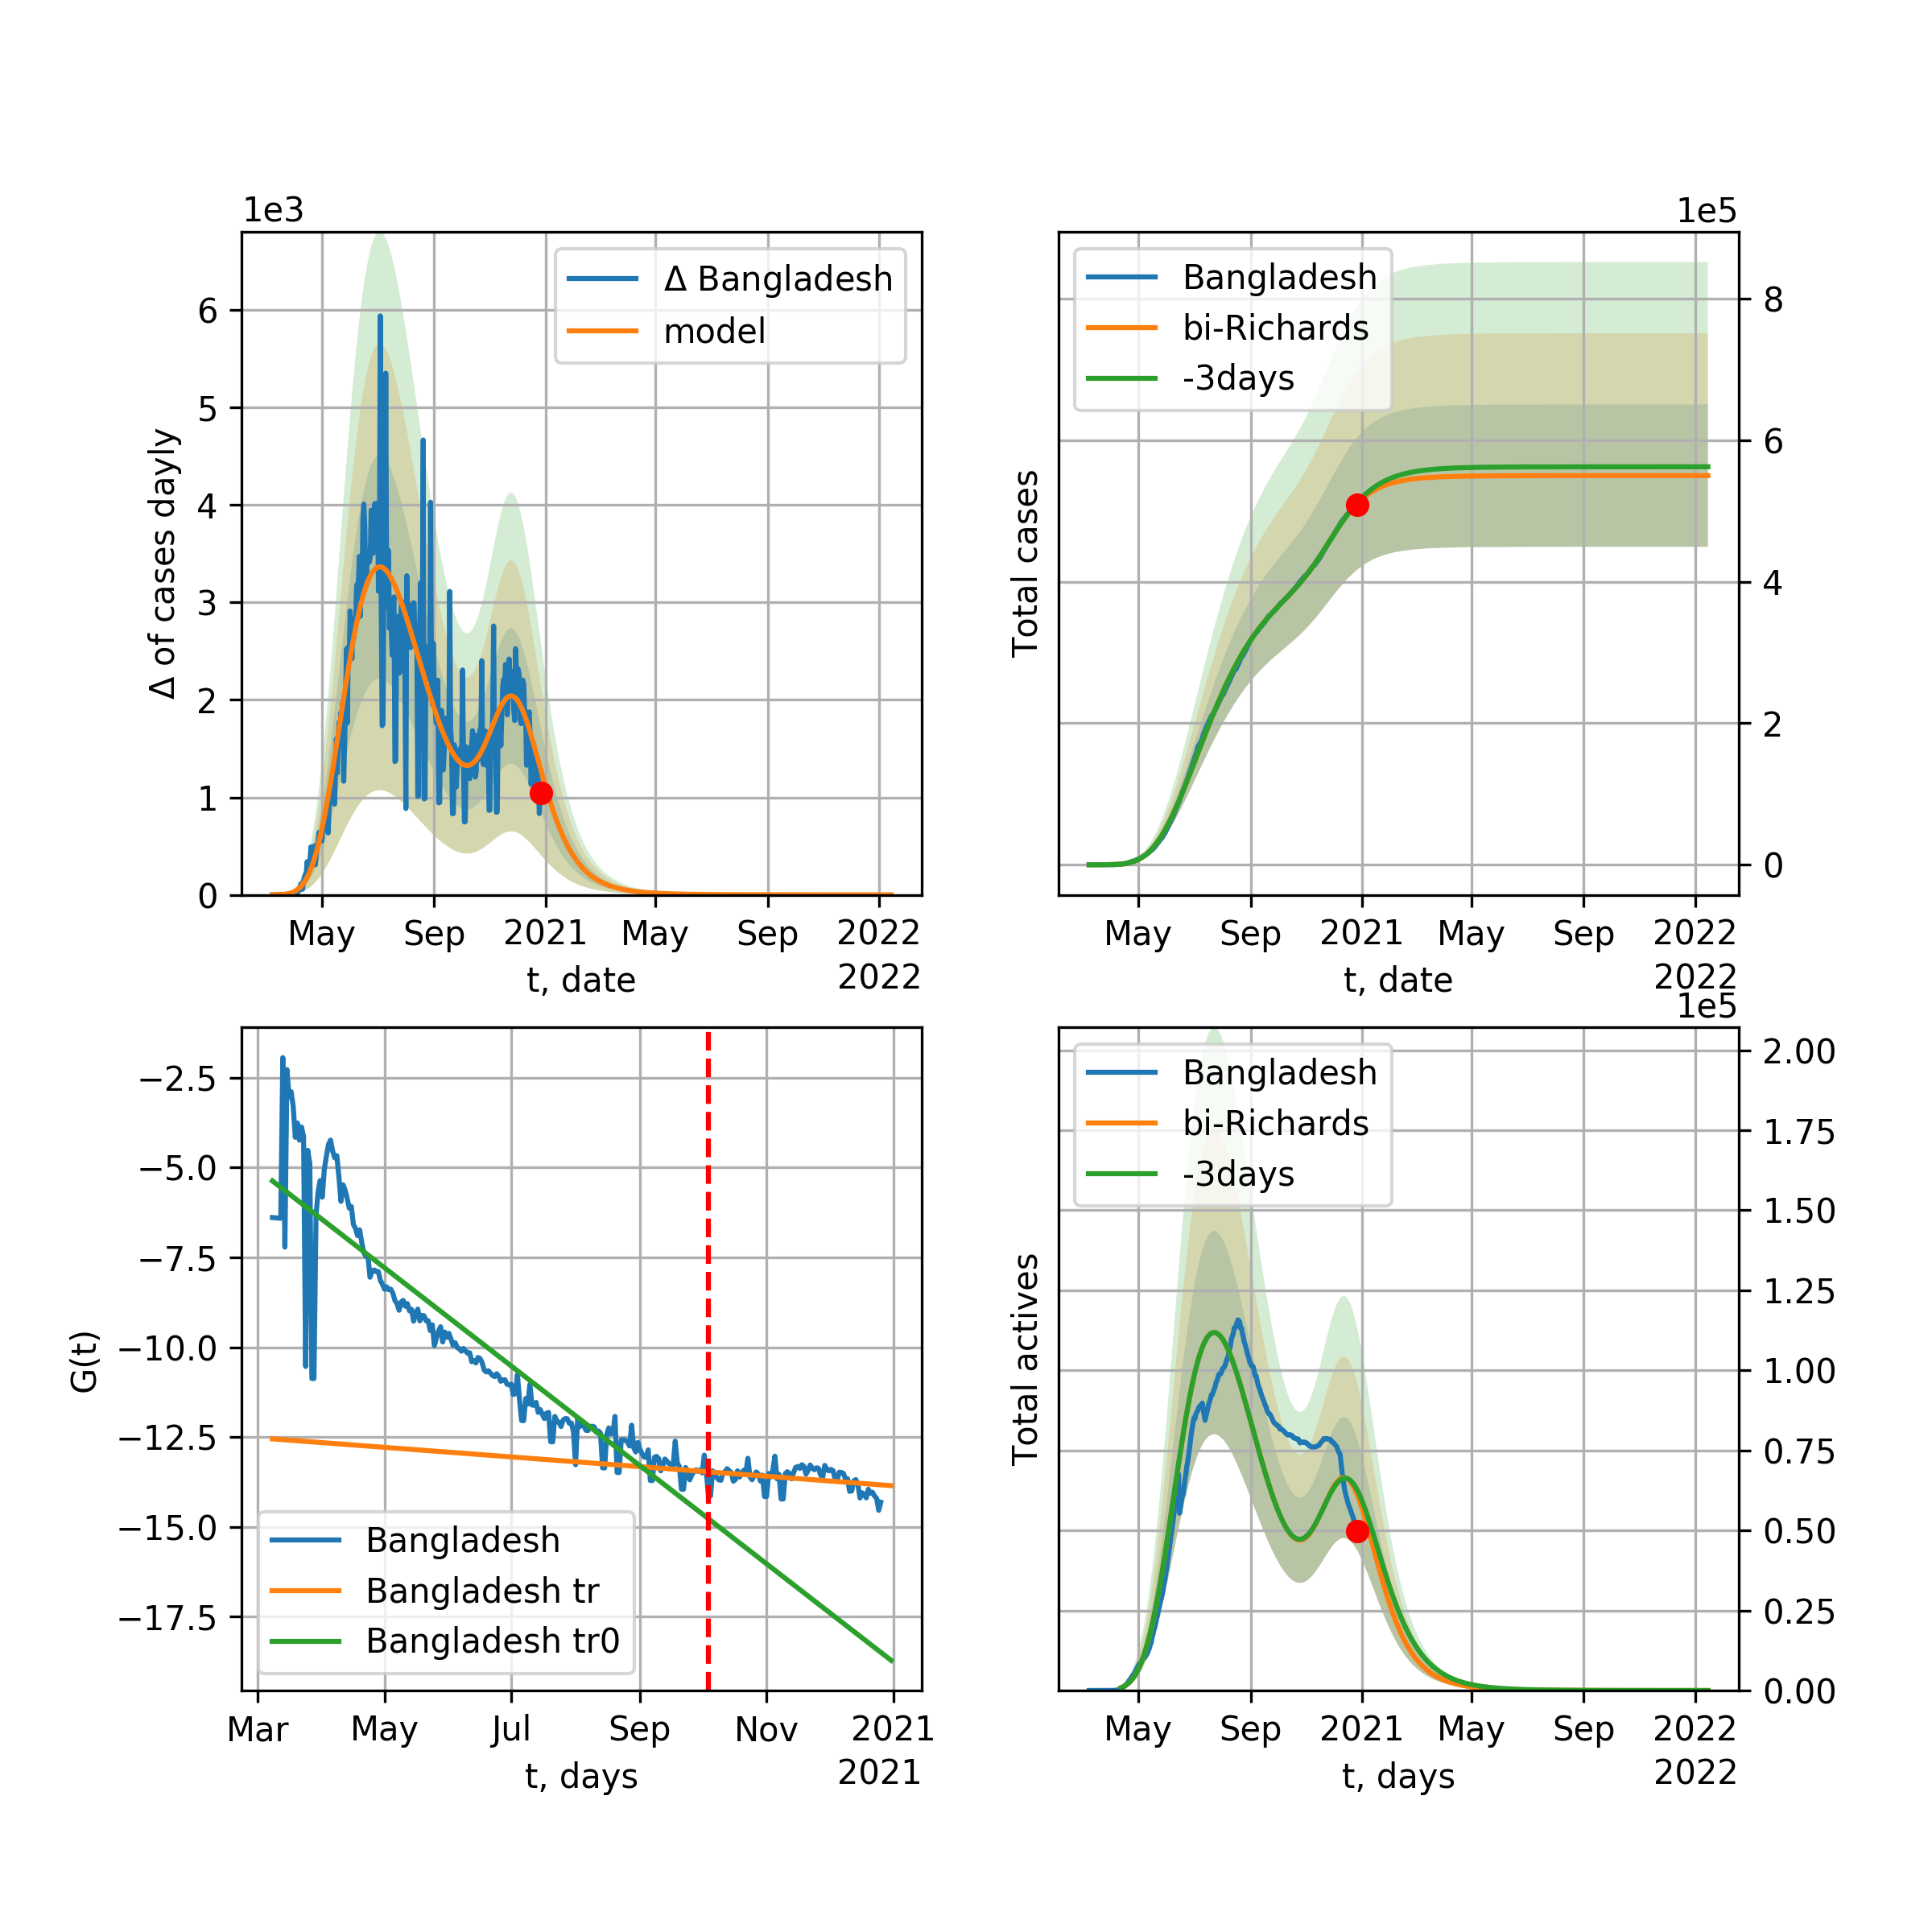 1e3
Δ of cases dayly
6
5
4
3
2
1
0
Δ Bangladesh
model
May Sep 2021 May Sep 2022
t, date
2022
1e5
Total cases
Bangladesh
bi-Richards
-3days
8
6
4
2
0
May Sep 2021 May Sep 2022
t, date
2022
G(t)
−2.5
−5.0
−7.5
−10.0
−12.5
−15.0
−17.5
Bangladesh
Bangladesh tr
Bangladesh tr0
Mar May Jul Sep Nov 2021
t, days
2021
1e5
Total actives
Bangladesh
bi-Richards
-3days
2.00
1.75
1.50
1.25
1.00
0.75
0.50
0.25
0.00
May Sep 2021 May Sep 2022
t, days
2022